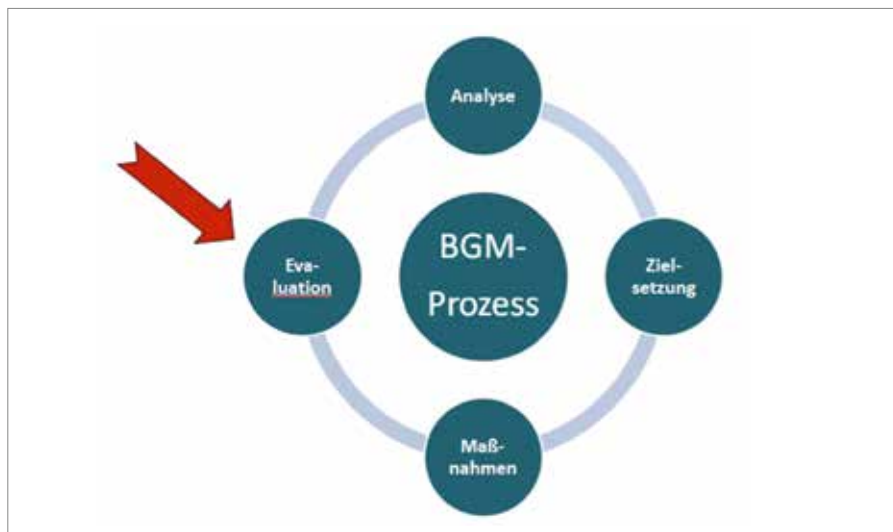 Analyse
Eva-
luation
BGM-
Prozess
Ziel-
setzung
Maß-
nahmen